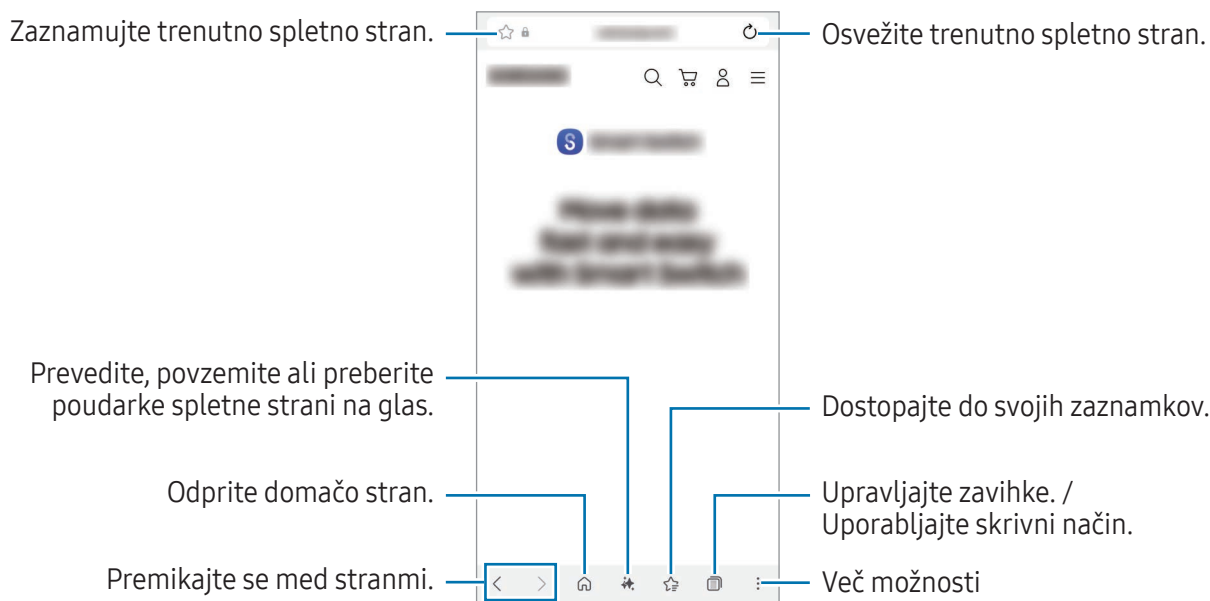 Zaznamujte trenutno spletno stran.
Osvežite trenutno spletno stran.
S
Prevedite, povzemite ali preberite
poudarke spletne strani na glas.
Dostopajte do svojih zaznamkov.
Odprite domačo stran.
Upravljajte zavihke. /
Uporabljajte skrivni način.
Premikajte se med stranmi.
Več možnosti